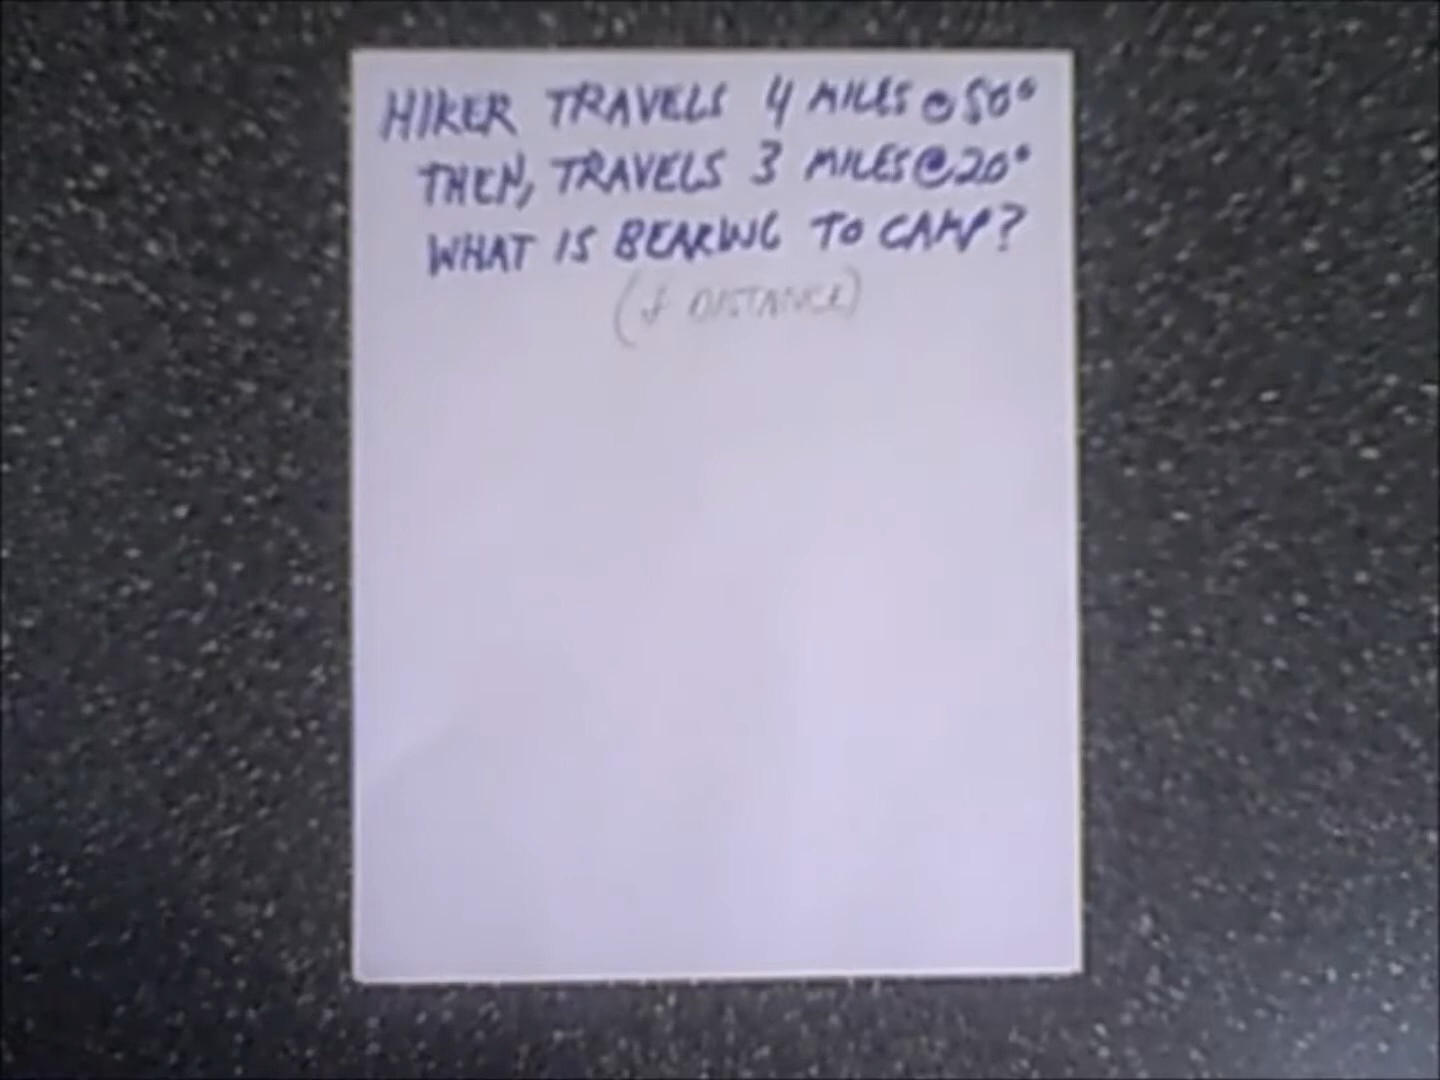 HIKER TRAVELS 4 MILES @ 50°
THEN, TRAVELS 3 MILES @ 20°
WHAT IS BEARING TO CAMP?
(+ DISTANCE)